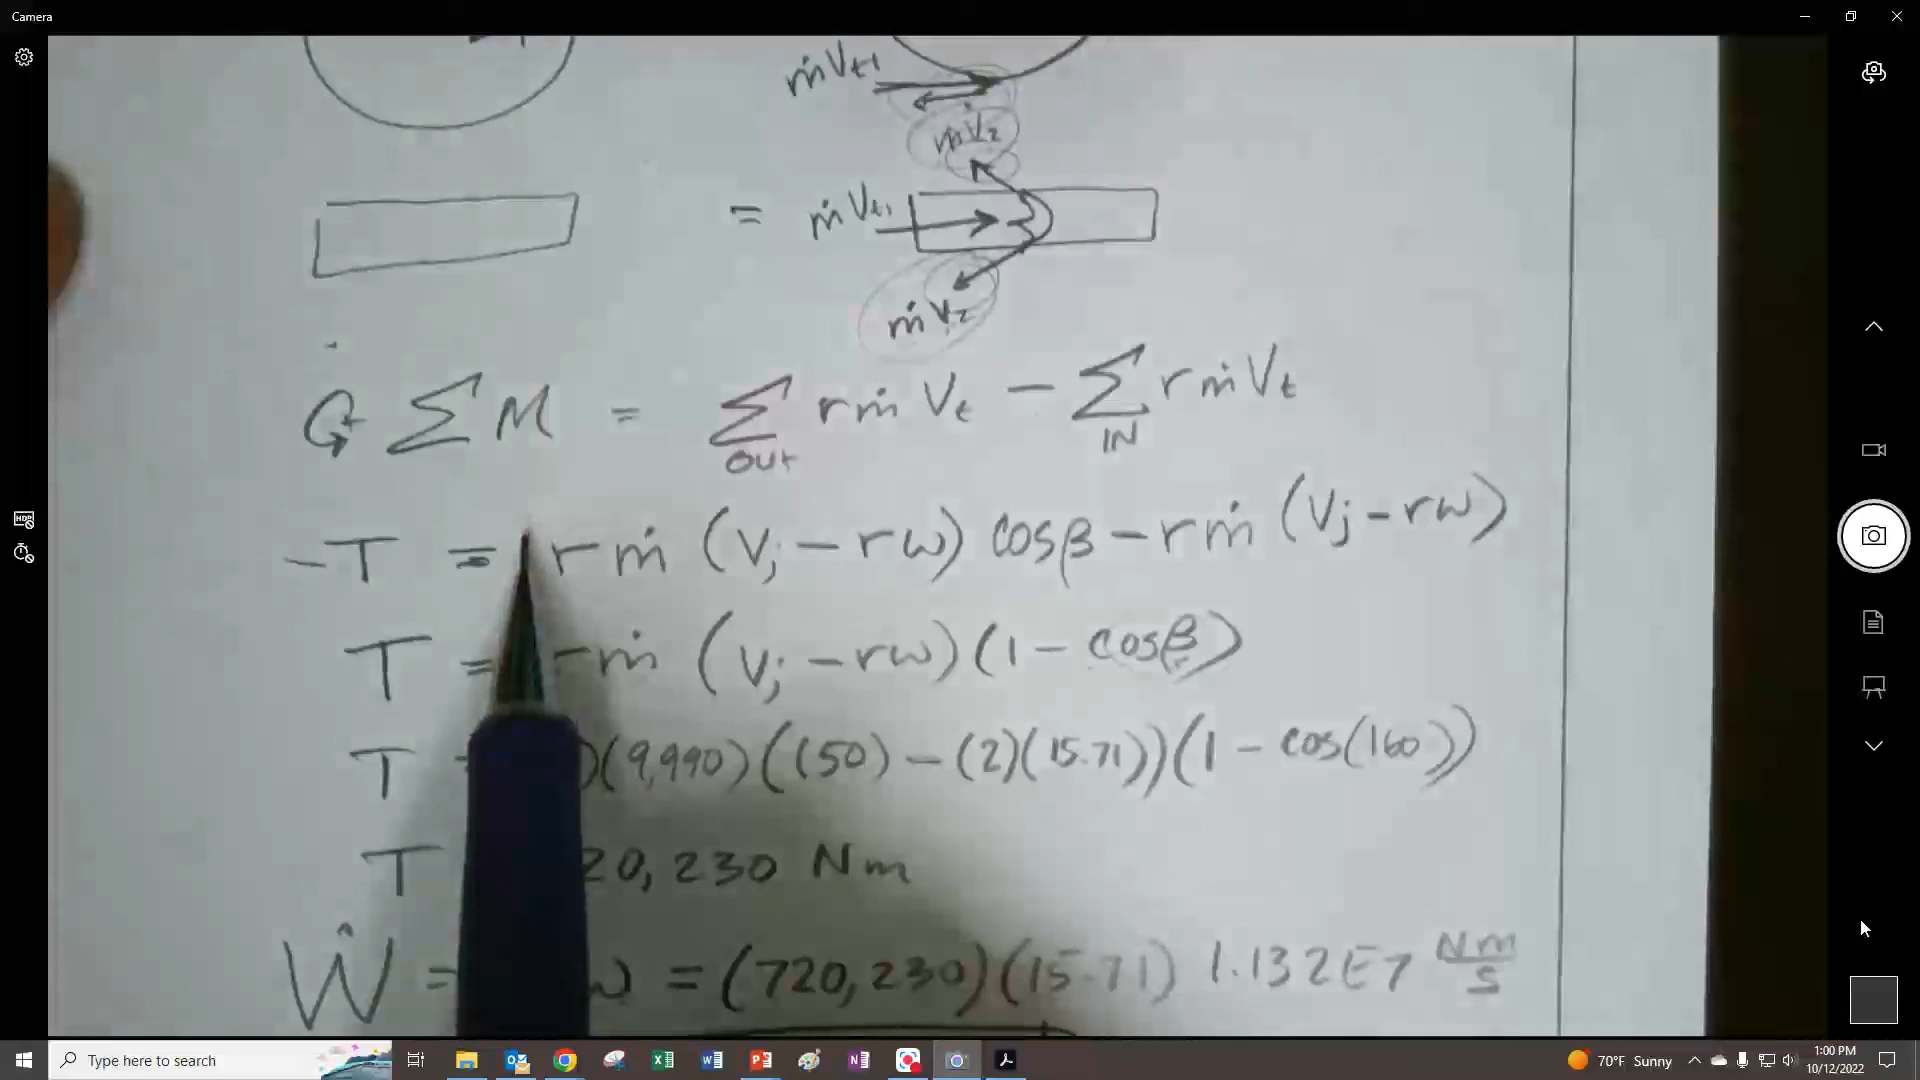 Camera
ṁVt1
ṁV2
= ṁVt1
ṁV2
ΣM = Σ OUT rṁVt − Σ IN rṁVt
−T = rṁ (Vj − rω) cosβ − rṁ (Vj − rω)
T = rṁ (Vj − rω)(1 − cosβ)
T )(9,990)((50) − (2)(15.71))(1 − cos(160))
T 20,230 Nm
Ẇ = ω = (720,230)(15.71) 1.132E7 Nm/s
Type here to search
70°F Sunny
1:00 PM
10/12/2022